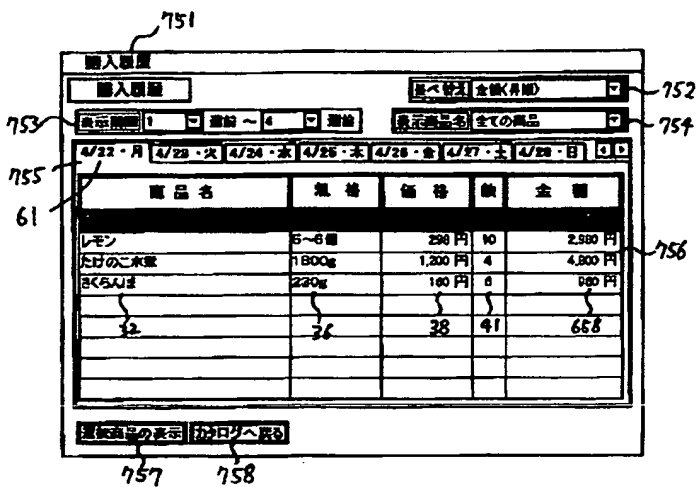 751
購入履歴
購入履歴
並べ替え 金額(昇順) 752
753 表示期間 1 週前 ～ 4 週前 表示商品名 全ての商品 754
4/22・月 4/23・火 4/24・水 4/25・木 4/26・金 4/27・土 4/28・日
755
61
商品名 規格 価格 数 金額
レモン 5～6個 298 円 10 2,980 円
756
たけのこ水煮 1800g 1,200 円 4 4,800 円
さくらんぼ 230g 160 円 6 960 円
32 36 38 41 658
選択商品の表示 カタログへ戻る
757 758